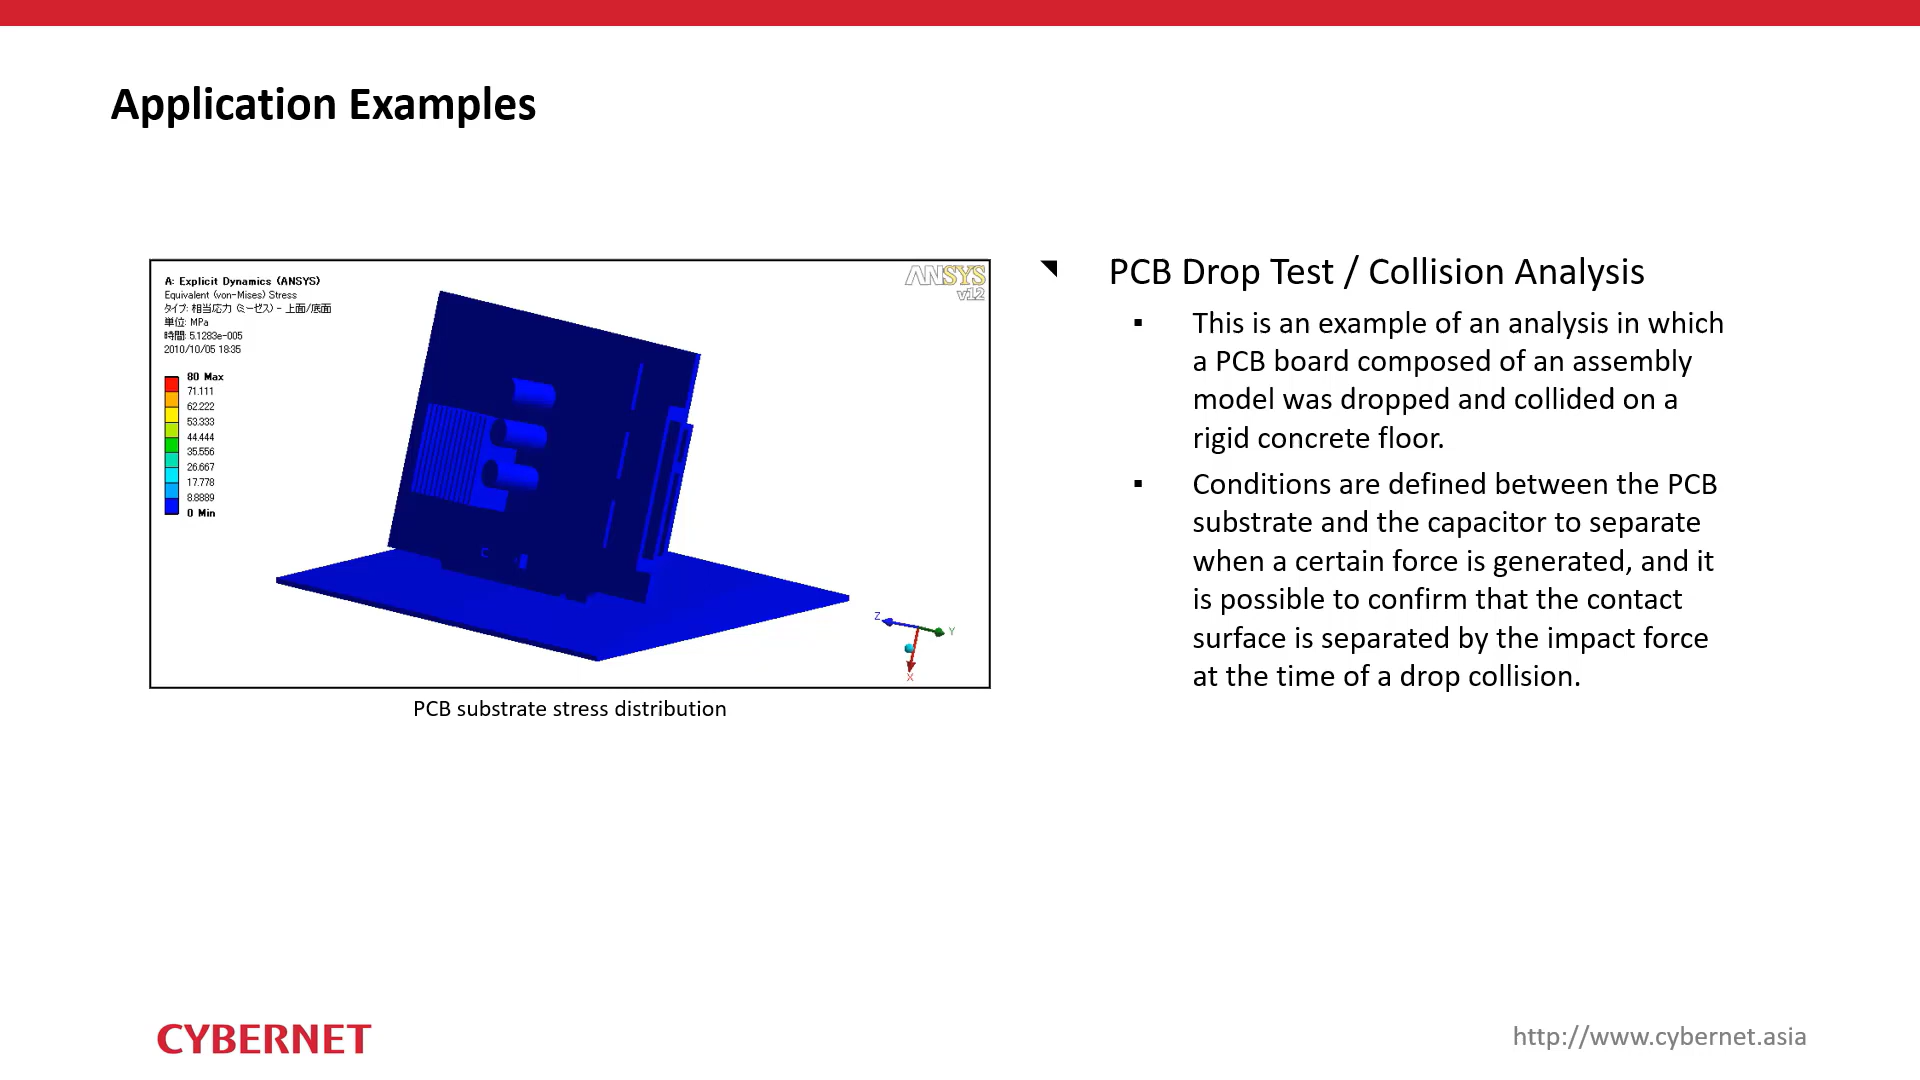 Application Examples
A: Explicit Dynamics (ANSYS)
Equivalent (von-Mises) Stress
タイプ: 相当応力 (ミーゼス) - 上面/底面
単位: MPa
時間: 5.1283e-005
2010/10/05 18:35
80 Max
71.111
62.222
53.333
44.444
35.556
26.667
17.778
8.8889
0 Min
ANSYS
v12
Z
Y
X
PCB substrate stress distribution
PCB Drop Test / Collision Analysis
▪ This is an example of an analysis in which
a PCB board composed of an assembly
model was dropped and collided on a
rigid concrete floor.
▪ Conditions are defined between the PCB
substrate and the capacitor to separate
when a certain force is generated, and it
is possible to confirm that the contact
surface is separated by the impact force
at the time of a drop collision.
CYBERNET
http://www.cybernet.asia